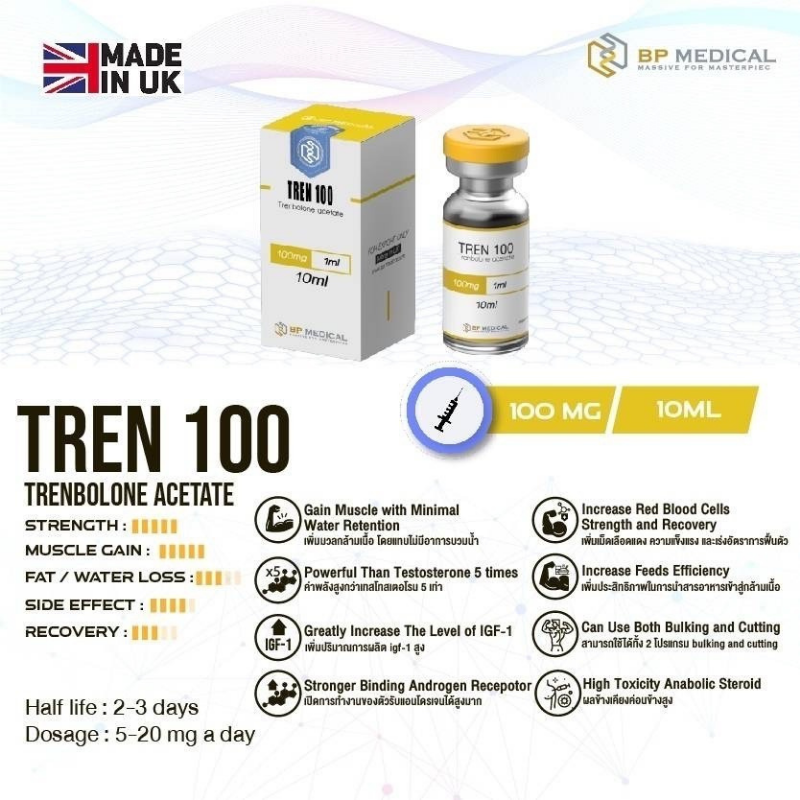 MADE
IN UK
BP MEDICAL
MASSIVE FOR MASTERPIEC
TREN 100
Trenbolone acetate
100mg 1ml
10ml
BP MEDICAL
FOR EXPORT ONLY
TREN 100
Trenbolone acetate
100mg 1ml
10ml
BP MEDICAL
100 MG
10ML
TREN 100
TRENBOLONE ACETATE
STRENGTH :
MUSCLE GAIN :
FAT / WATER LOSS :
SIDE EFFECT :
RECOVERY :
Half life : 2-3 days
Dosage : 5-20 mg a day
Gain Muscle with Minimal
Water Retention
เพิ่มมวลกล้ามเนื้อ โดยแทบไม่มีอาการบวมน้ำ
x5
Powerful Than Testosterone 5 times
ค่าพลังสูงกว่าเทสโทสเตอโรน 5 เท่า
IGF-1
Greatly Increase The Level of IGF-1
เพิ่มปริมาณการผลิต igf-1 สูง
Stronger Binding Androgen Recepotor
เปิดการทำงานของตัวรับแอนโดรเจนได้สูงมาก
Increase Red Blood Cells
Strength and Recovery
เพิ่มเม็ดเลือดแดง ความแข็งแรง และเร่งอัตราการฟื้นตัว
Increase Feeds Efficiency
เพิ่มประสิทธิภาพในการนำสารอาหารเข้าสู่กล้ามเนื้อ
Can Use Both Bulking and Cutting
สามารถใช้ได้ทั้ง 2 โปรแกรม bulking and cutting
High Toxicity Anabolic Steroid
ผลข้างเคียงค่อนข้างสูง